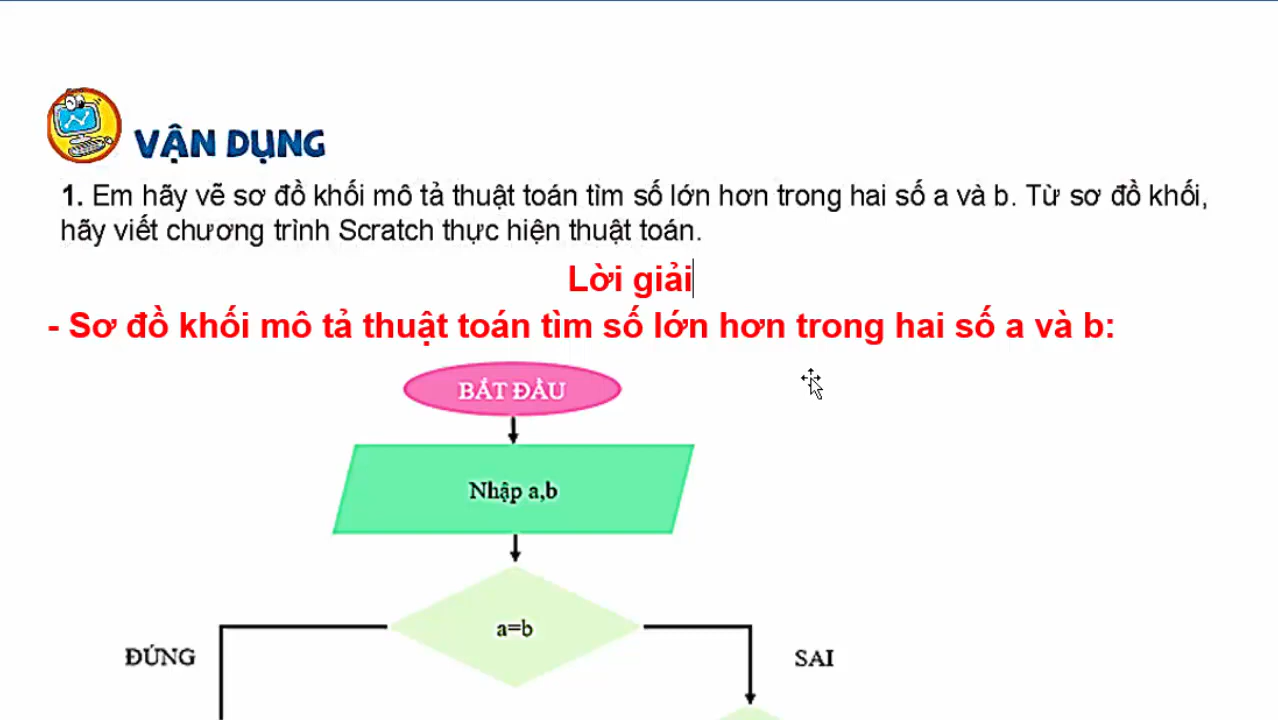 VẬN DỤNG
1. Em hãy vẽ sơ đồ khối mô tả thuật toán tìm số lớn hơn trong hai số a và b. Từ sơ đồ khối,
hãy viết chương trình Scratch thực hiện thuật toán.
Lời giải
- Sơ đồ khối mô tả thuật toán tìm số lớn hơn trong hai số a và b:
BẮT ĐẦU
Nhập a,b
a=b
ĐÚNG
SAI